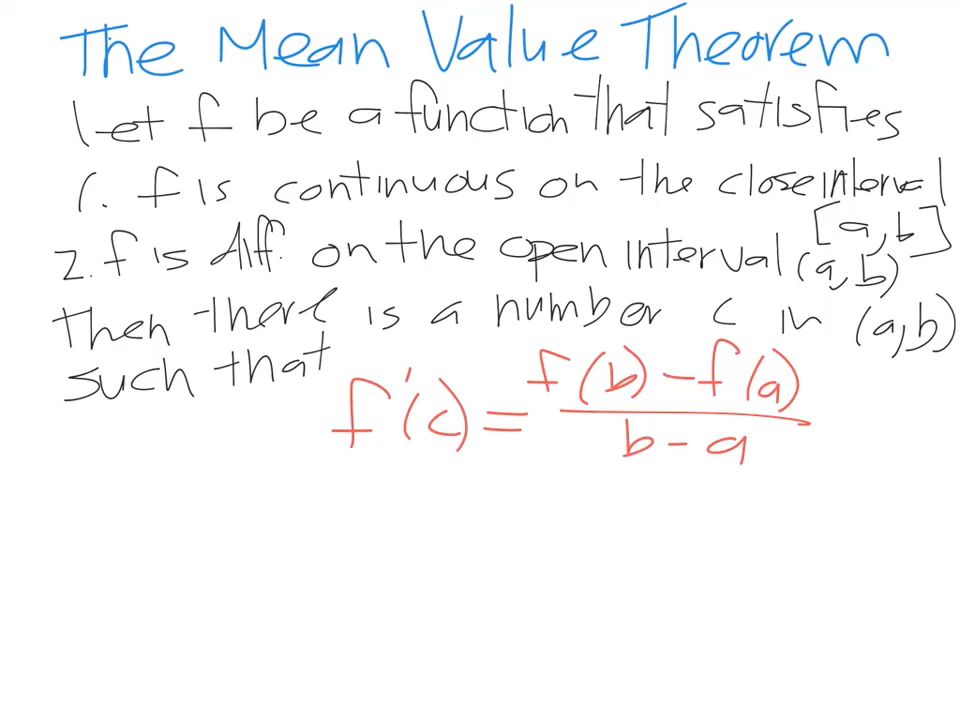 The Mean Value Theorem
Let f be a function that satisfies
1. f is continuous on the close interval
[a,b]
2. f is diff. on the open interval (a,b)
Then there is a number c in (a,b)
such that
f'(c) = f(b) - f(a) / b - a